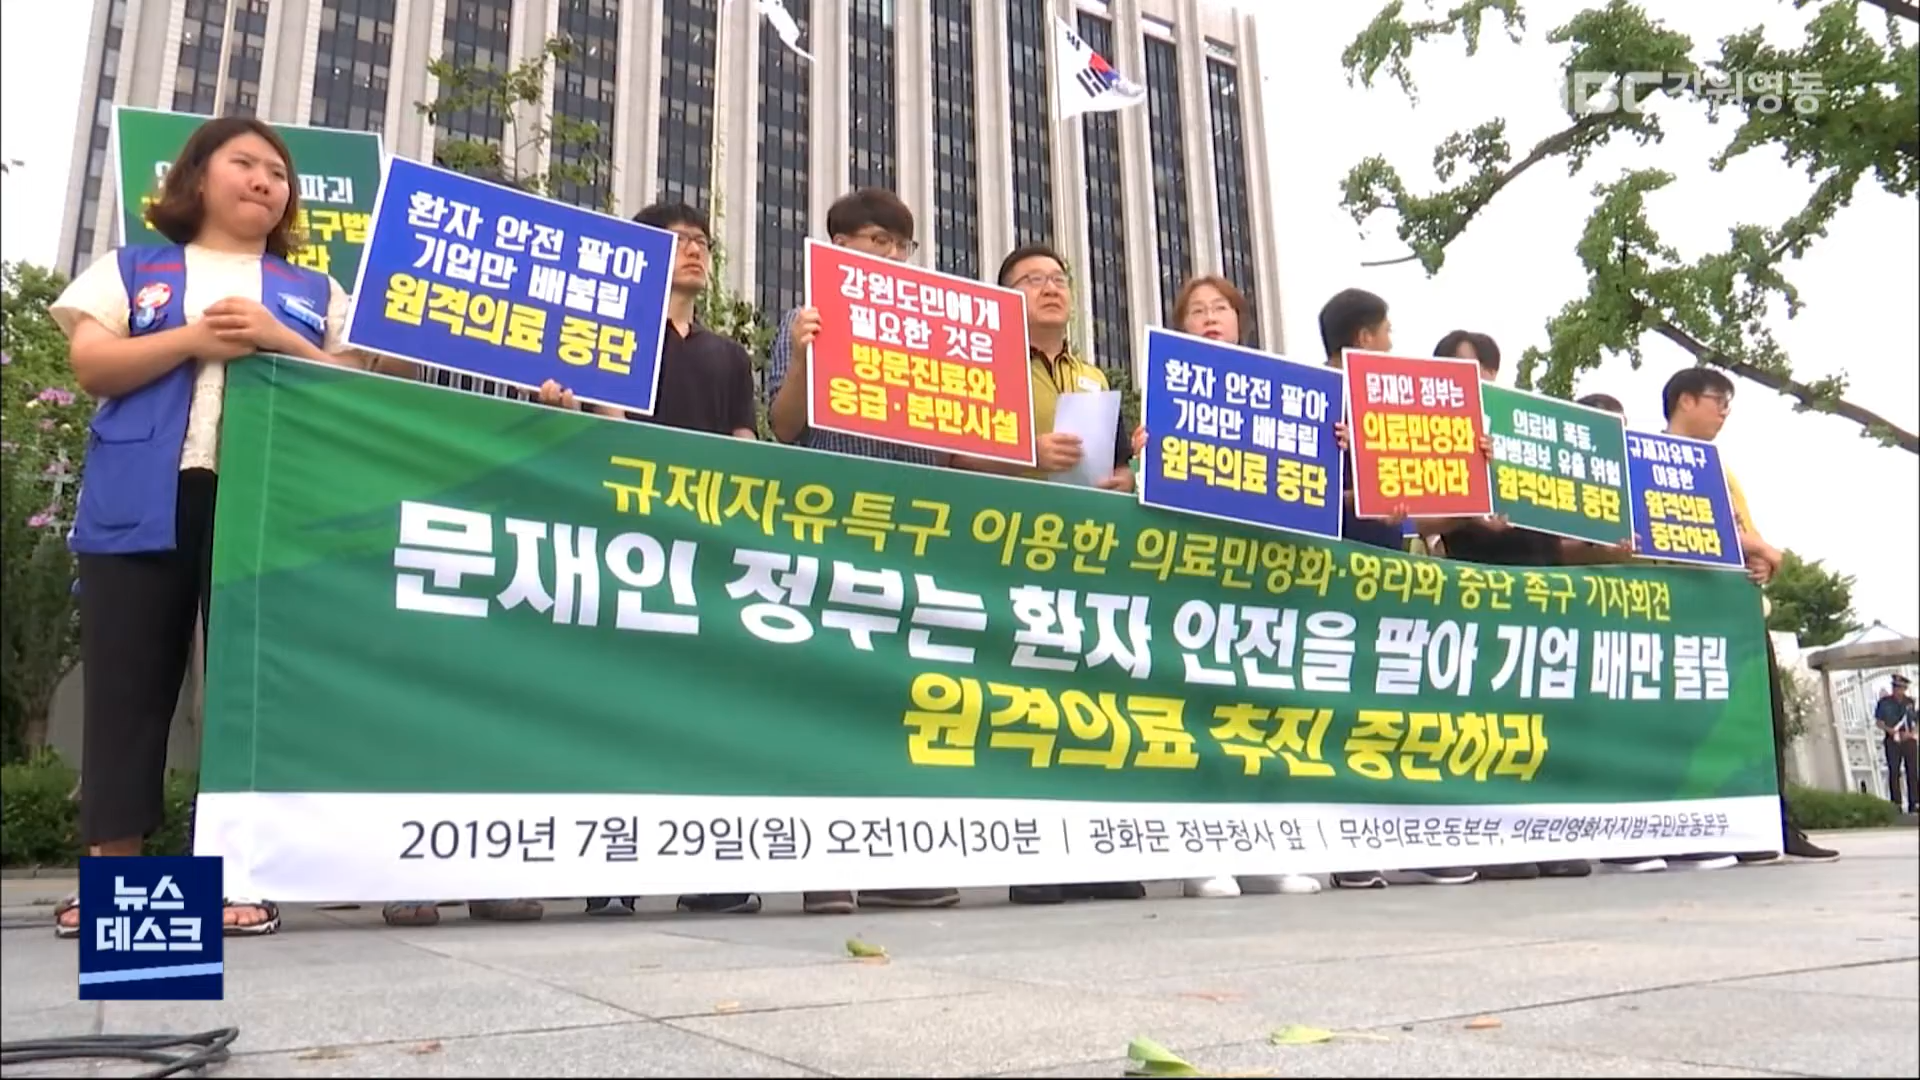 MBC강원영동
파괴
환자 안전 팔아
기업만 배불릴
원격의료 중단
강원도민에게
필요한 것은
방문진료와
응급·분만시설
환자 안전 팔아
기업만 배불릴
원격의료 중단
문재인 정부는
의료민영화
중단하라
의료비 폭등,
질병정보 유출 위험
원격의료 중단
규제자유특구
이용한
원격의료
중단하라
규제자유특구 이용한 의료민영화·영리화 중단 촉구 기자회견
문재인 정부는 환자 안전을 팔아 기업 배만 불릴
원격의료 추진 중단하라
2019년 7월 29일(월) 오전10시30분 | 광화문 정부청사 앞 | 무상의료운동본부, 의료민영화저지범국민운동본부
뉴스
데스크